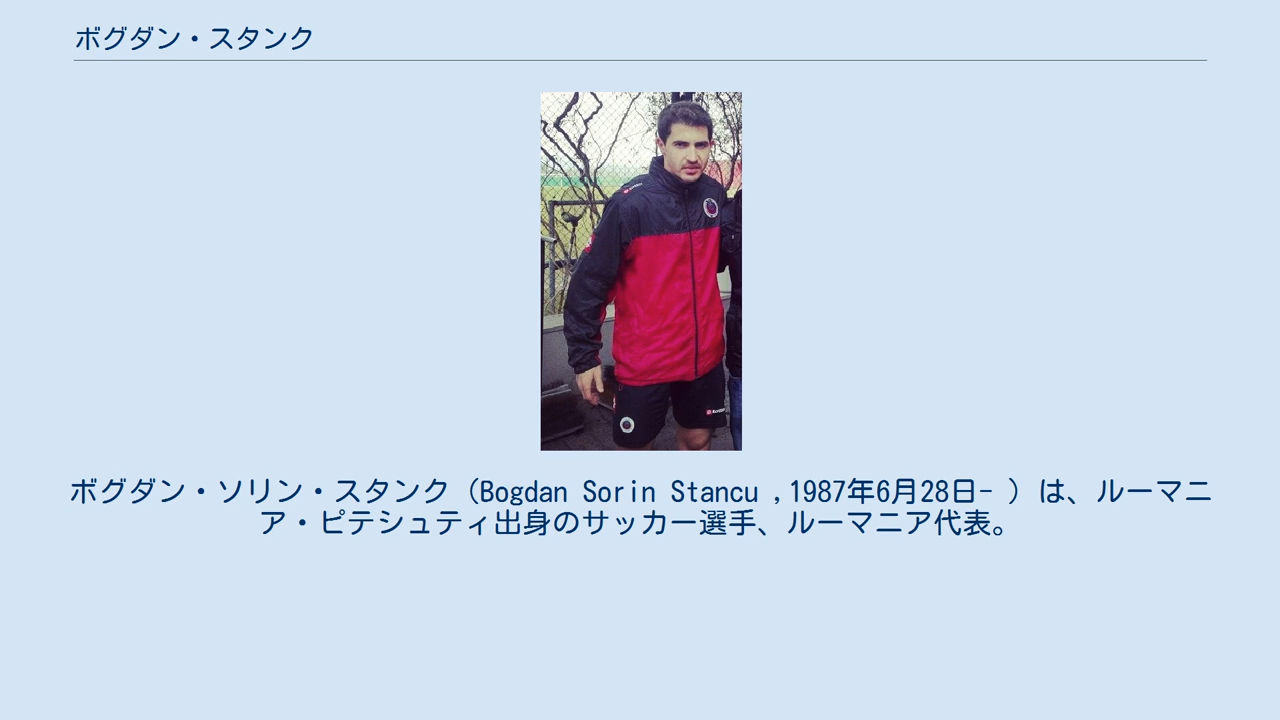 ボグダン・スタンク
ボグダン・ソリン・スタンク（Bogdan Sorin Stancu ,1987年6月28日- ）は、ルーマニ
ア・ピテシュティ出身のサッカー選手、ルーマニア代表。